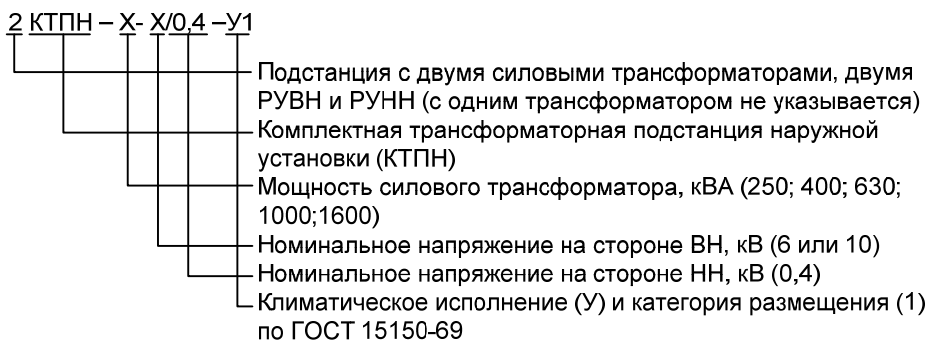 2 КТПН – Х- Х/0,4 –У1
Подстанция с двумя силовыми трансформаторами, двумя
РУВН и РУНН (с одним трансформатором не указывается)
Комплектная трансформаторная подстанция наружной
установки (КТПН)
Мощность силового трансформатора, кВА (250; 400; 630;
1000;1600)
Номинальное напряжение на стороне ВН, кВ (6 или 10)
Номинальное напряжение на стороне НН, кВ (0,4)
Климатическое исполнение (У) и категория размещения (1)
по ГОСТ 15150-69